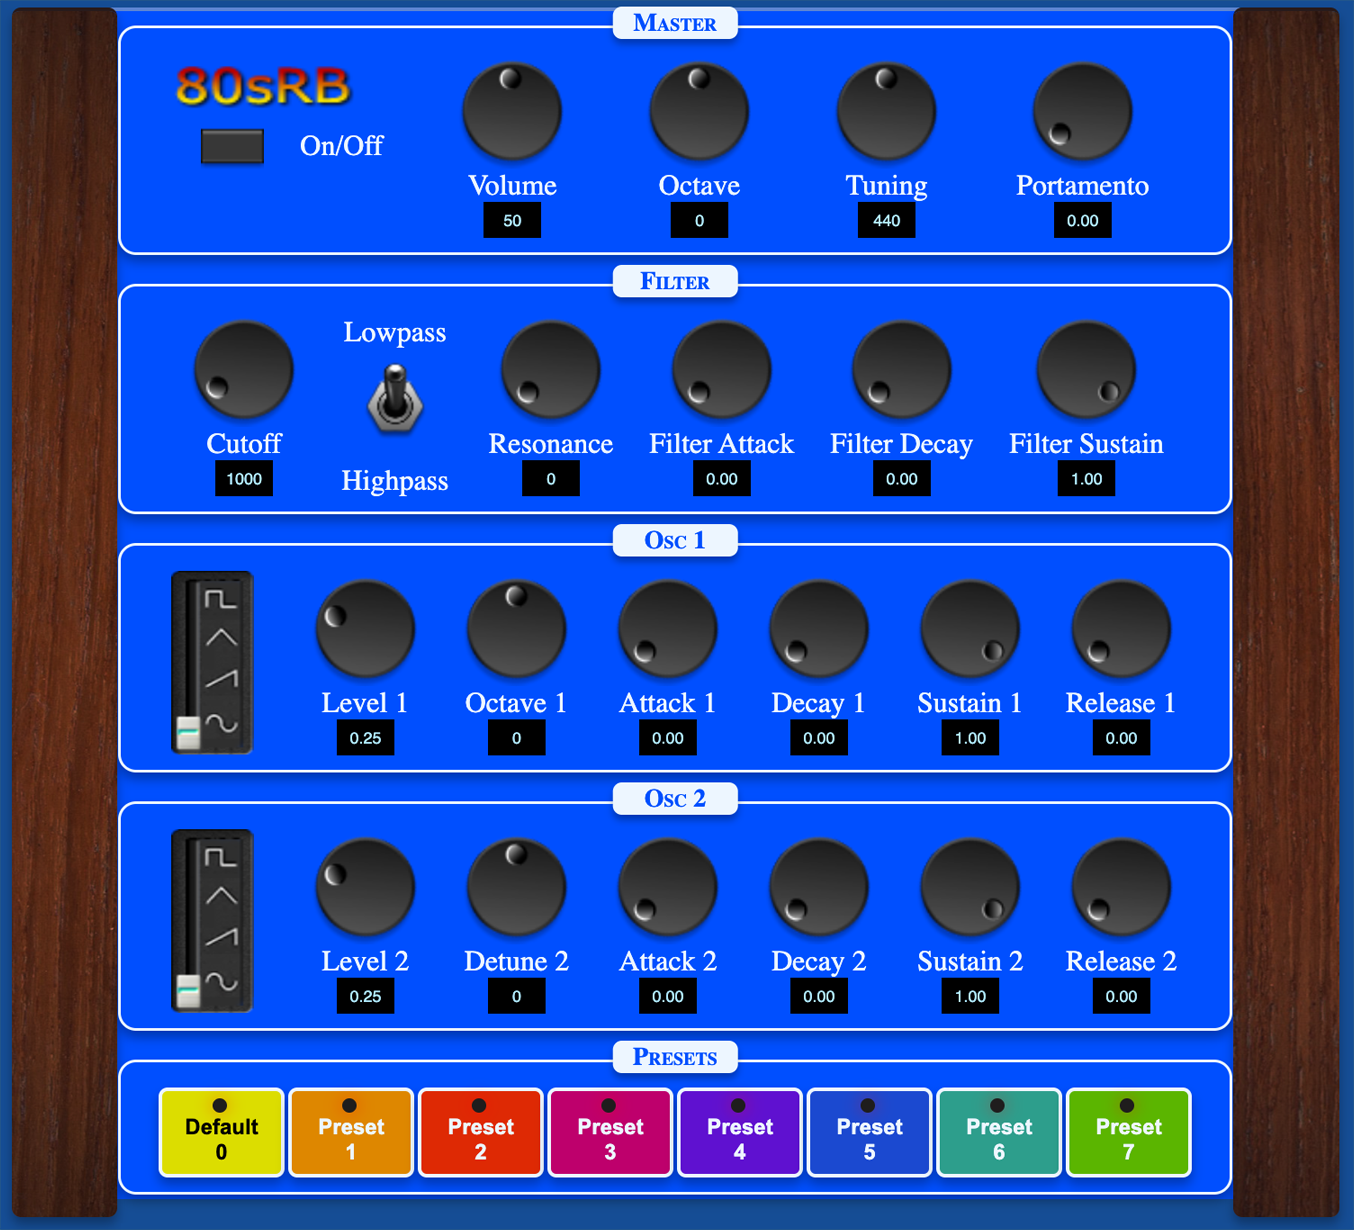 Master
80sRB
On/Off
Volume
Octave
Tuning
Portamento
50
0
440
0.00
Filter
Lowpass
Highpass
Cutoff
Resonance
Filter Attack
Filter Decay
Filter Sustain
1000
0
0.00
0.00
1.00
Osc 1
Level 1
Octave 1
Attack 1
Decay 1
Sustain 1
Release 1
0.25
0
0.00
0.00
1.00
0.00
Osc 2
Level 2
Detune 2
Attack 2
Decay 2
Sustain 2
Release 2
0.25
0
0.00
0.00
1.00
0.00
Presets
Default
0
Preset
1
Preset
2
Preset
3
Preset
4
Preset
5
Preset
6
Preset
7